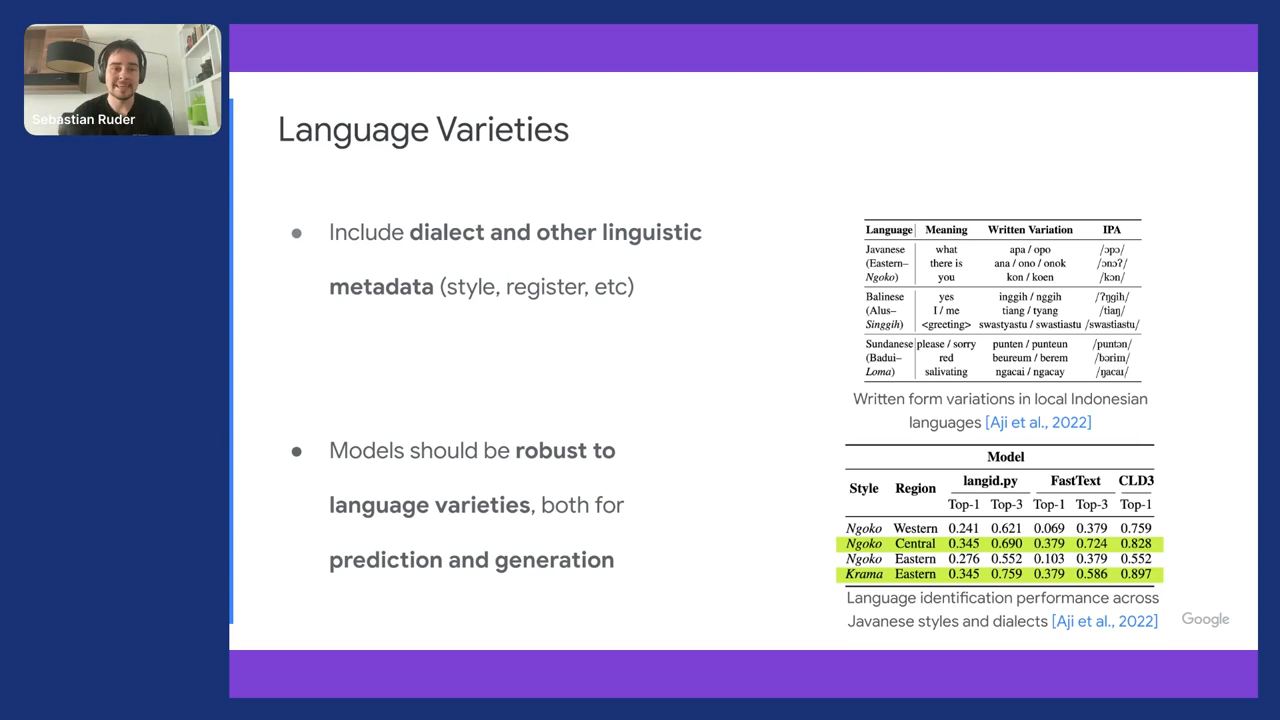 Sebastian Ruder
Language Varieties
● Include dialect and other linguistic
metadata (style, register, etc)
● Models should be robust to
language varieties, both for
prediction and generation
Language Meaning Written Variation IPA
Javanese what apa / opo /ɔpɔ/
(Eastern– there is ana / ono / onok /ɔnɔʔ/
Ngoko) you kon / koen /kɔn/
Balinese yes inggih / nggih /ʔŋgih/
(Alus– I / me tiang / tyang /tiaŋ/
Singgih) <greeting> swastyastu / swastiastu /swastiastu/
Sundanese please / sorry punten / punteun /puntən/
(Badui– red beureum / berem /bərim/
Loma) salivating ngacai / ngacay /ŋacaɪ/
Written form variations in local Indonesian
languages [Aji et al., 2022]
Model
Style Region langid.py FastText CLD3
Top-1 Top-3 Top-1 Top-3 Top-1
Ngoko Western 0.241 0.621 0.069 0.379 0.759
Ngoko Central 0.345 0.690 0.379 0.724 0.828
Ngoko Eastern 0.276 0.552 0.103 0.379 0.552
Krama Eastern 0.345 0.759 0.379 0.586 0.897
Language identification performance across
Javanese styles and dialects [Aji et al., 2022]
Google